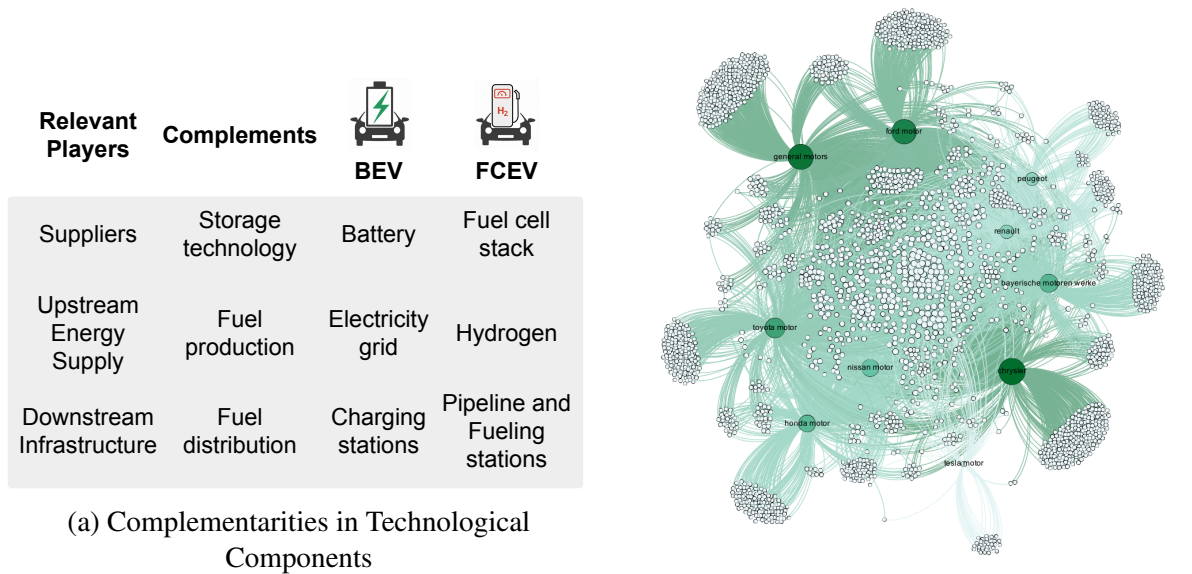 Relevant
Players
Complements
BEV
H2
FCEV
Suppliers
Storage
technology
Battery
Fuel cell
stack
Upstream
Energy
Supply
Fuel
production
Electricity
grid
Hydrogen
Downstream
Infrastructure
Fuel
distribution
Charging
stations
Pipeline and
Fueling
stations
(a) Complementarities in Technological
Components
ford motor
general motors
peugeot
renault
bayerische motoren werke
toyota motor
nissan motor
chrysler
honda motor
tesla motor